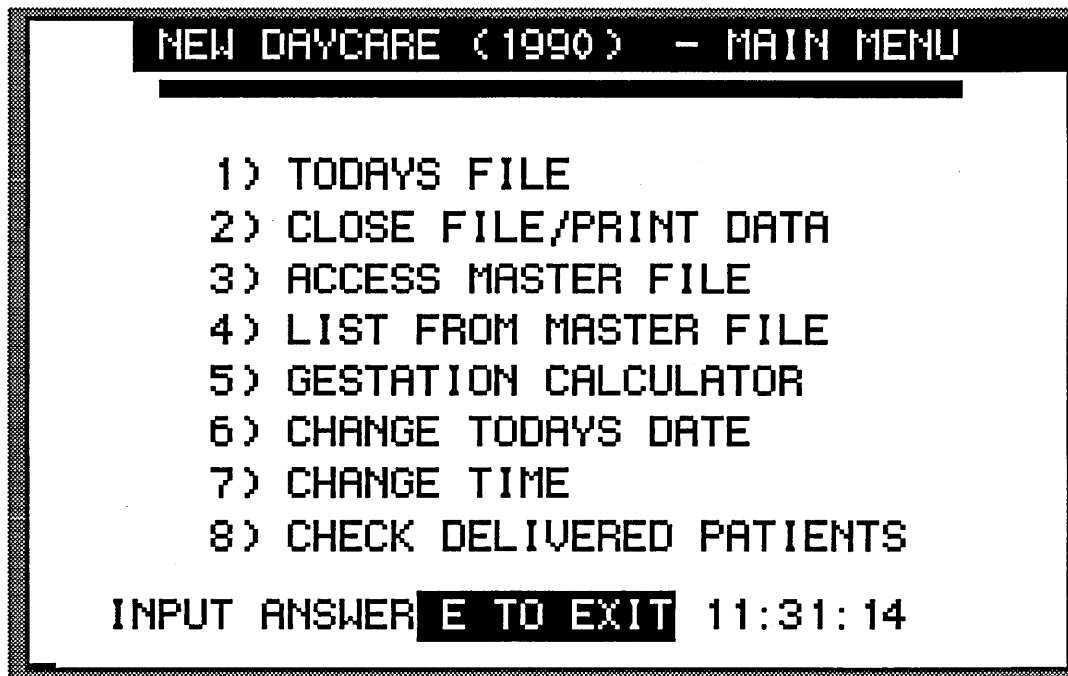 NEW DAYCARE (1990) - MAIN MENU
1) TODAYS FILE
2) CLOSE FILE/PRINT DATA
3) ACCESS MASTER FILE
4) LIST FROM MASTER FILE
5) GESTATION CALCULATOR
6) CHANGE TODAYS DATE
7) CHANGE TIME
8) CHECK DELIVERED PATIENTS
INPUT ANSWER E TO EXIT 11:31:14